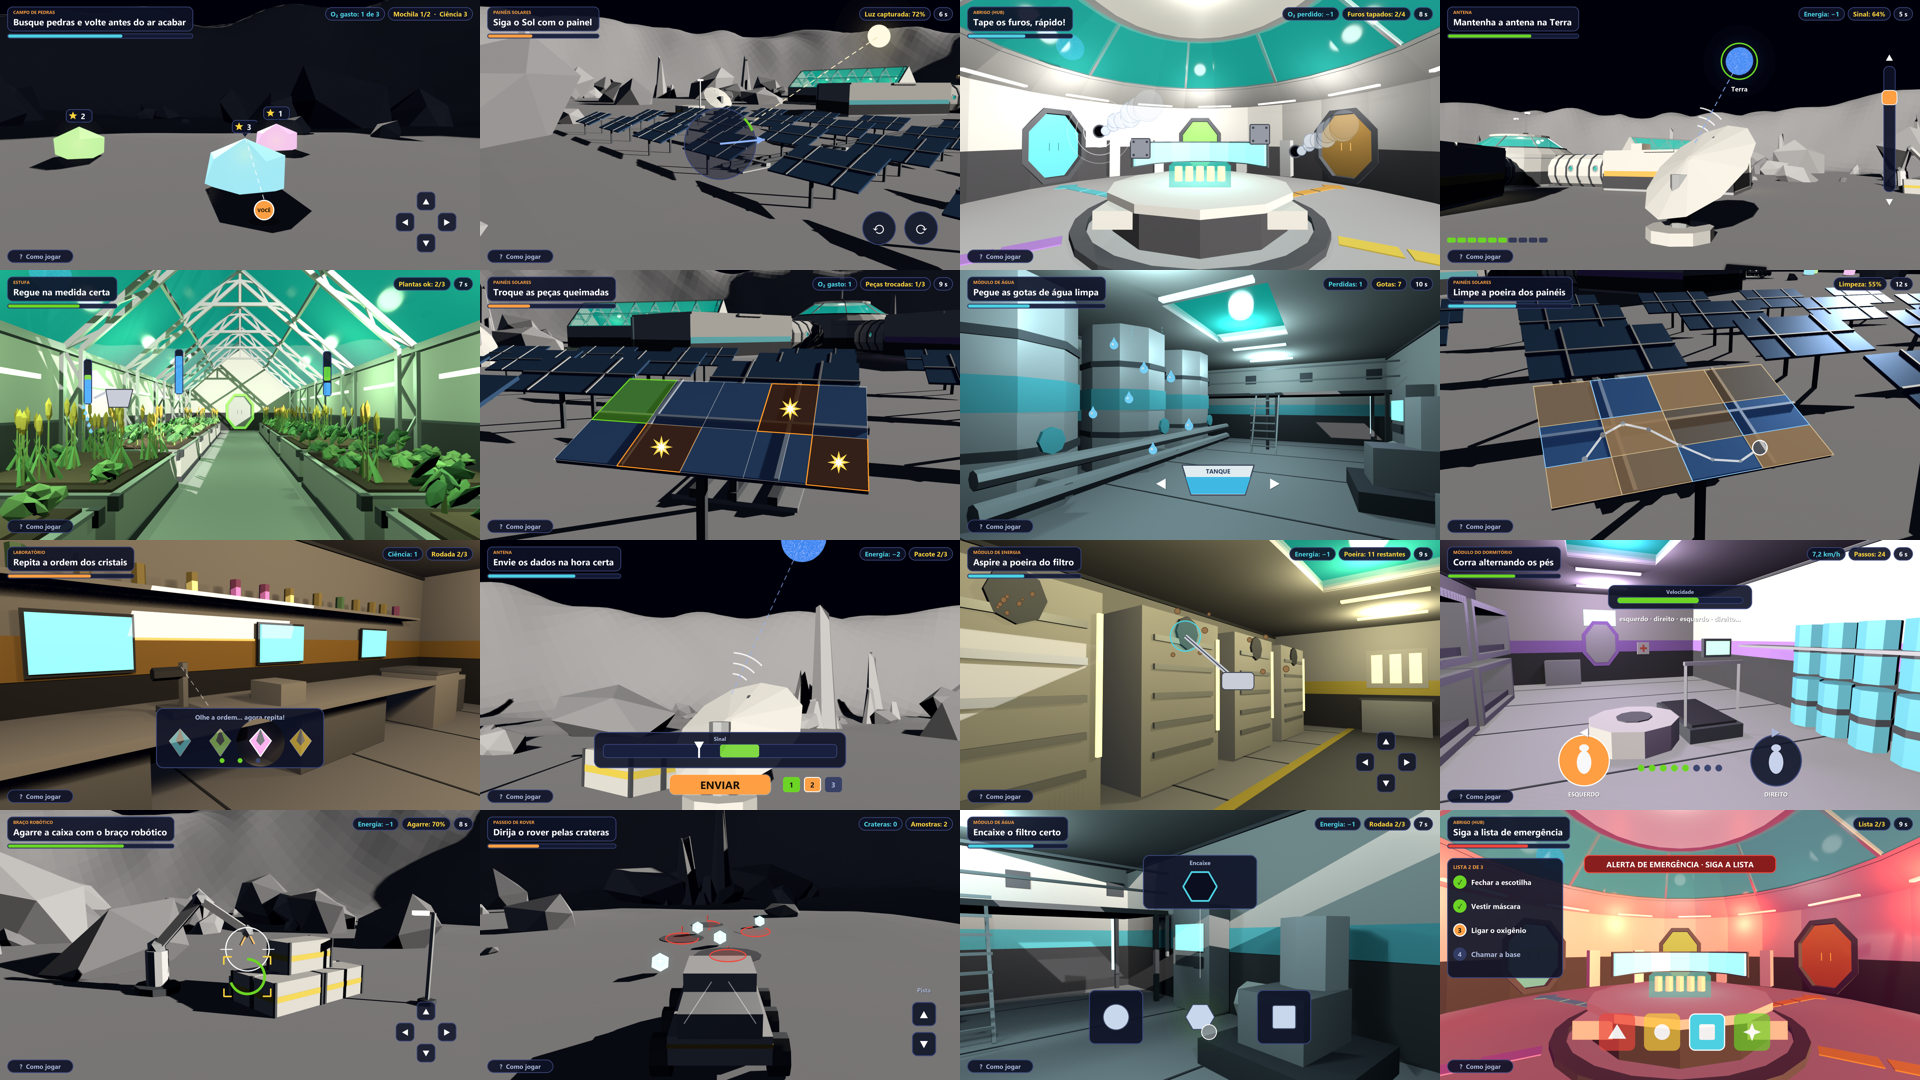 CAMPO DE PEDRAS
Busque pedras e volte antes do ar acabar
O₂ gasto: 1 de 3
Mochila 1/2 · Ciência 3
★ 2
★ 1
★ 3
VOCÊ
? Como jogar
PAINÉIS SOLARES
Siga o Sol com o painel
Luz capturada: 72%
6 s
? Como jogar
ABRIGO (HUB)
Tape os furos, rápido!
O₂ perdido: −1
Furos tapados: 2/4
8 s
? Como jogar
ANTENA
Mantenha a antena na Terra
Energia: −1
Sinal: 64%
5 s
Terra
? Como jogar
ESTUFA
Regue na medida certa
Plantas ok: 2/3
7 s
? Como jogar
PAINÉIS SOLARES
Troque as peças queimadas
O₂ gasto: 1
Peças trocadas: 1/3
9 s
? Como jogar
MÓDULO DE ÁGUA
Pegue as gotas de água limpa
Perdidas: 1
Gotas: 7
10 s
TANQUE
? Como jogar
PAINÉIS SOLARES
Limpe a poeira dos painéis
Limpeza: 55%
12 s
? Como jogar
LABORATÓRIO
Repita a ordem dos cristais
Ciência: 1
Rodada 2/3
Olhe a ordem... agora repita!
? Como jogar
ANTENA
Envie os dados na hora certa
Energia: −2
Pacote 2/3
Sinal
ENVIAR
1
2
3
? Como jogar
MÓDULO DE ENERGIA
Aspire a poeira do filtro
Energia: −1
Poeira: 11 restantes
9 s
? Como jogar
MÓDULO DO DORMITÓRIO
Corra alternando os pés
7,2 km/h
Passos: 24
6 s
Velocidade
esquerdo · direito · esquerdo · direito...
ESQUERDO
DIREITO
? Como jogar
BRAÇO ROBÓTICO
Agarre a caixa com o braço robótico
Energia: −1
Agarre: 70%
8 s
? Como jogar
PASSEIO DE ROVER
Dirija o rover pelas crateras
Crateras: 0
Amostras: 2
Pista
? Como jogar
MÓDULO DE ÁGUA
Encaixe o filtro certo
Energia: −1
Rodada 2/3
7 s
Encaixe
? Como jogar
ABRIGO (HUB)
Siga a lista de emergência
Lista 2/3
9 s
ALERTA DE EMERGÊNCIA · SIGA A LISTA
LISTA 2 DE 3
✓ Fechar a escotilha
✓ Vestir máscara
3 Ligar o oxigênio
4 Chamar a base
? Como jogar